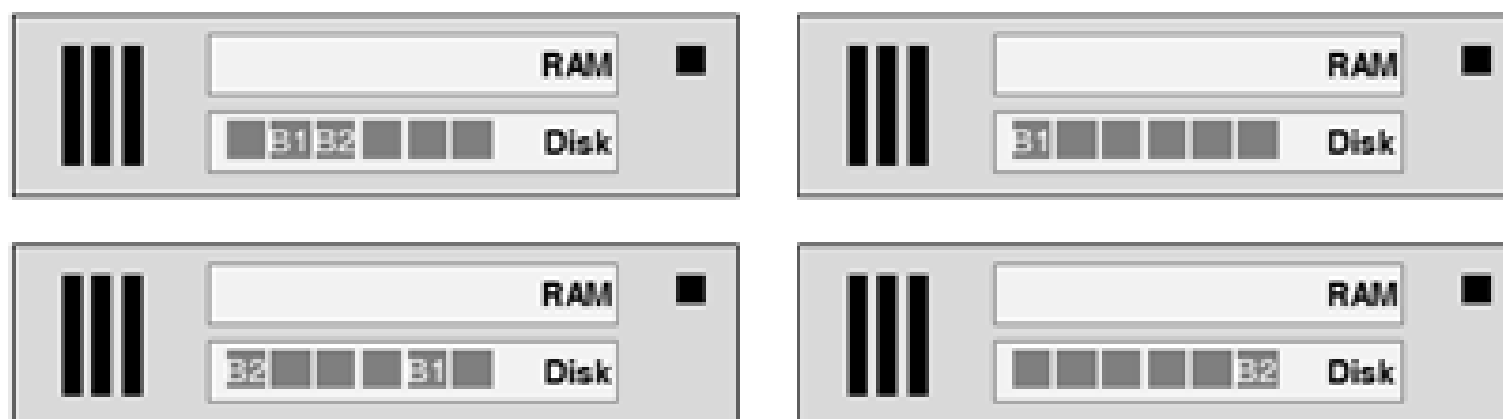 RAM
B1 B2 Disk
RAM
B1 Disk
RAM
B2 B1 Disk
RAM
B2 Disk